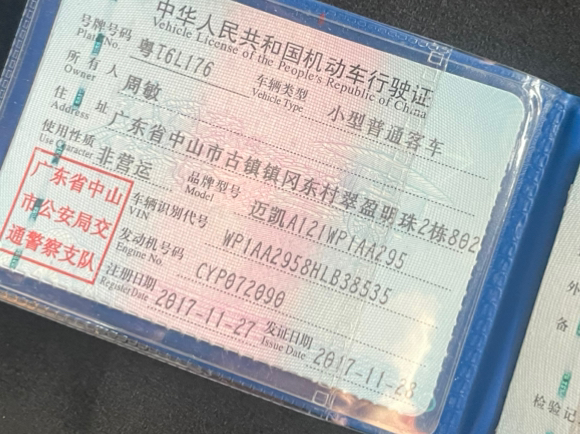 中华人民共和国机动车行驶证
Vehicle License of the People's Republic of China
号牌号码 粤T6L176 车辆类型 小型普通客车
Plate No. Vehicle Type
所有人 周敏
Owner
住址 广东省中山市古镇镇冈东村翠盈明珠2栋802
Address
使用性质 非营运 品牌型号 迈凯AI21WP1AA295
Use Character Model
广东省中山
市公安局交
通警察支队
车辆识别代号 WP1AA2958HLB38535
VIN
发动机号码 CYP072090
Engine No.
注册日期 2017-11-27 发证日期 2017-11-28
Register Date Issue Date
外
备
检验记